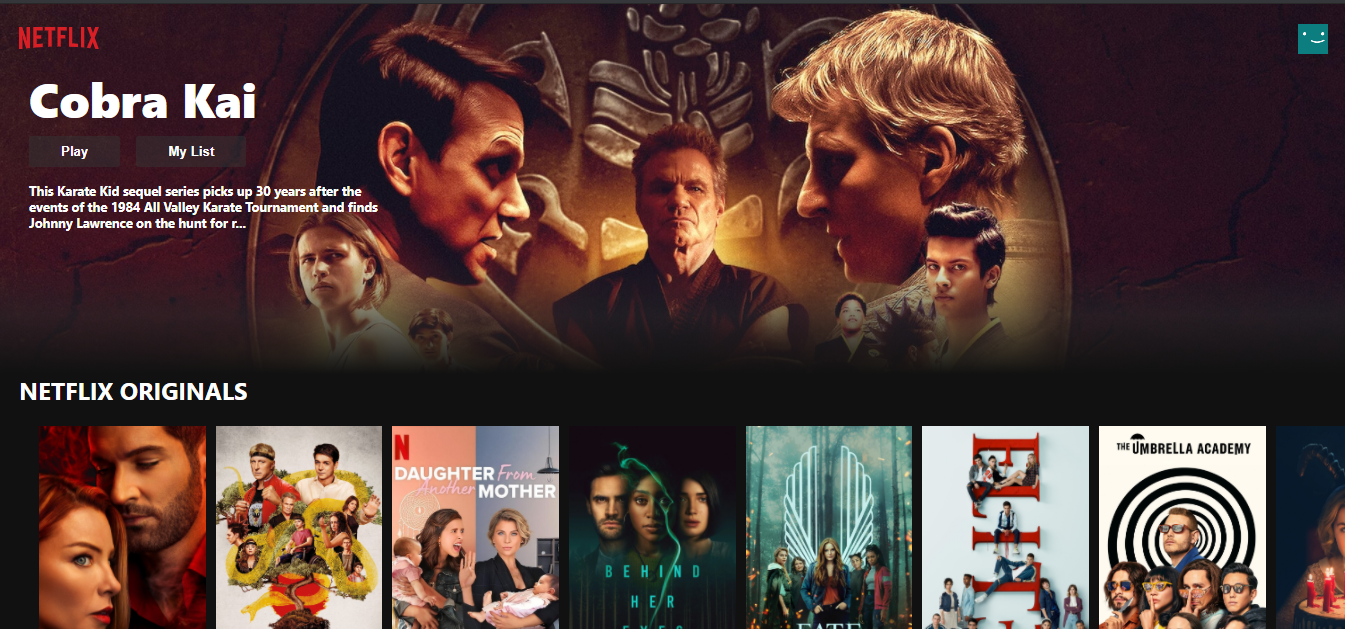 NETFLIX
Cobra Kai
Play
My List
This Karate Kid sequel series picks up 30 years after the
events of the 1984 All Valley Karate Tournament and finds
Johnny Lawrence on the hunt for r...
NETFLIX ORIGINALS
N
DAUGHTER From
Another MOTHER
BEHIND
HER
EYES
FATE
ELITE
THE UMBRELLA ACADEMY